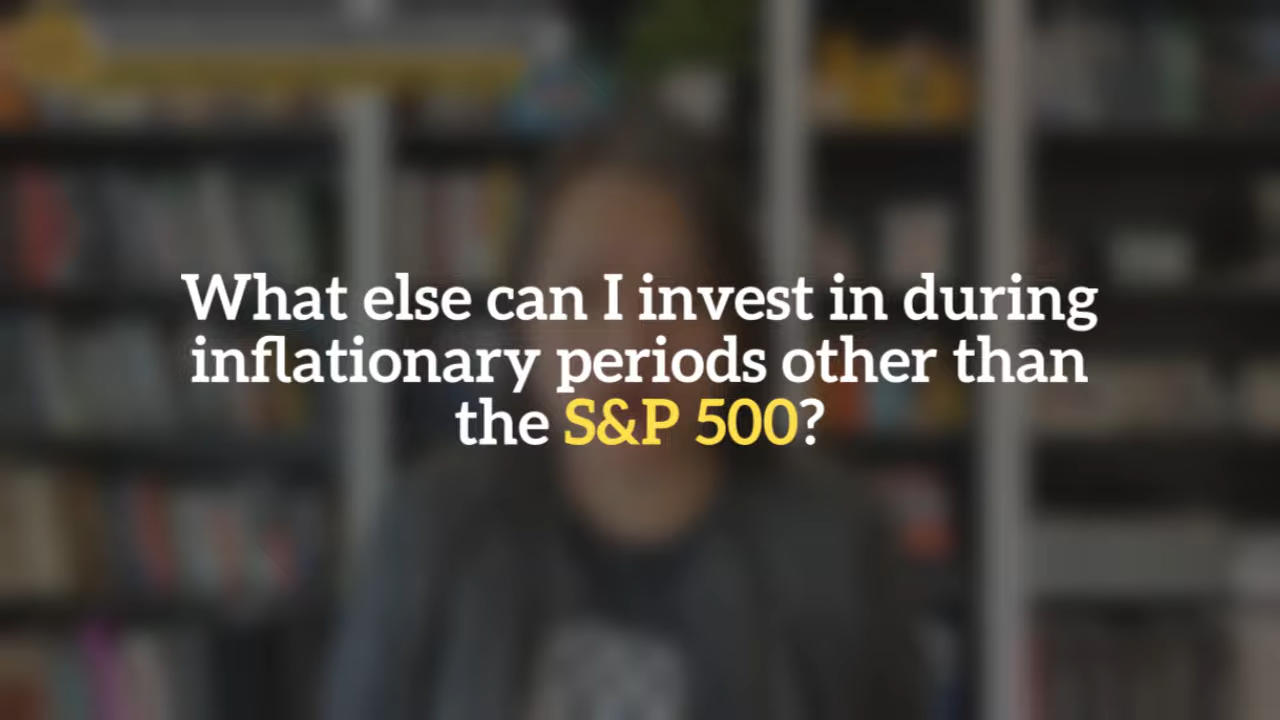 What else can I invest in during
inflationary periods other than
the S&P 500?